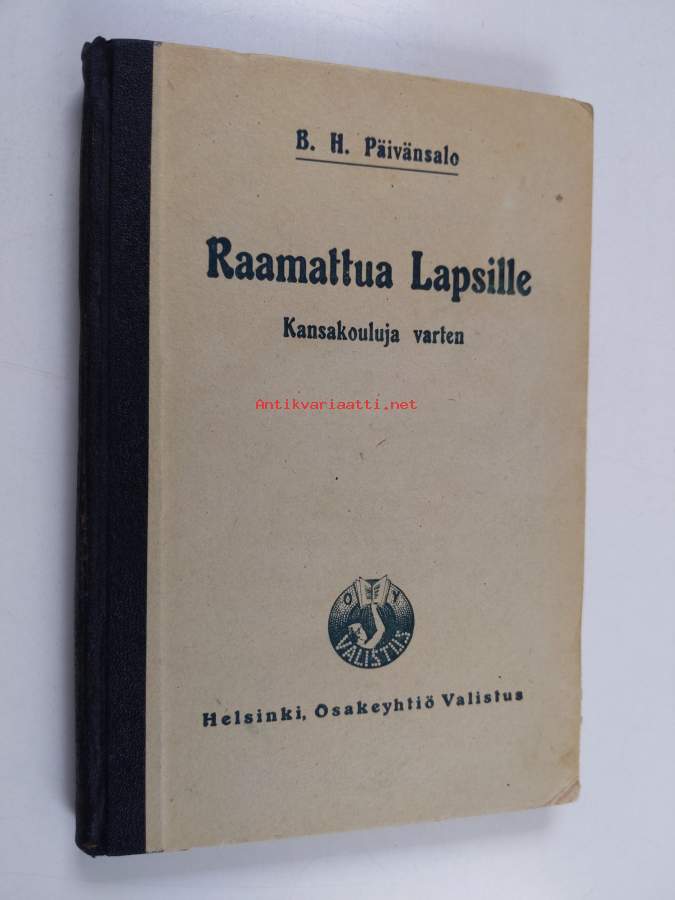 B. H. Päivänsalo
Raamattua Lapsille
Kansakouluja varten
Antikvariaatti.net
O Y
VALISTUS
Helsinki, Osakeyhtiö Valistus